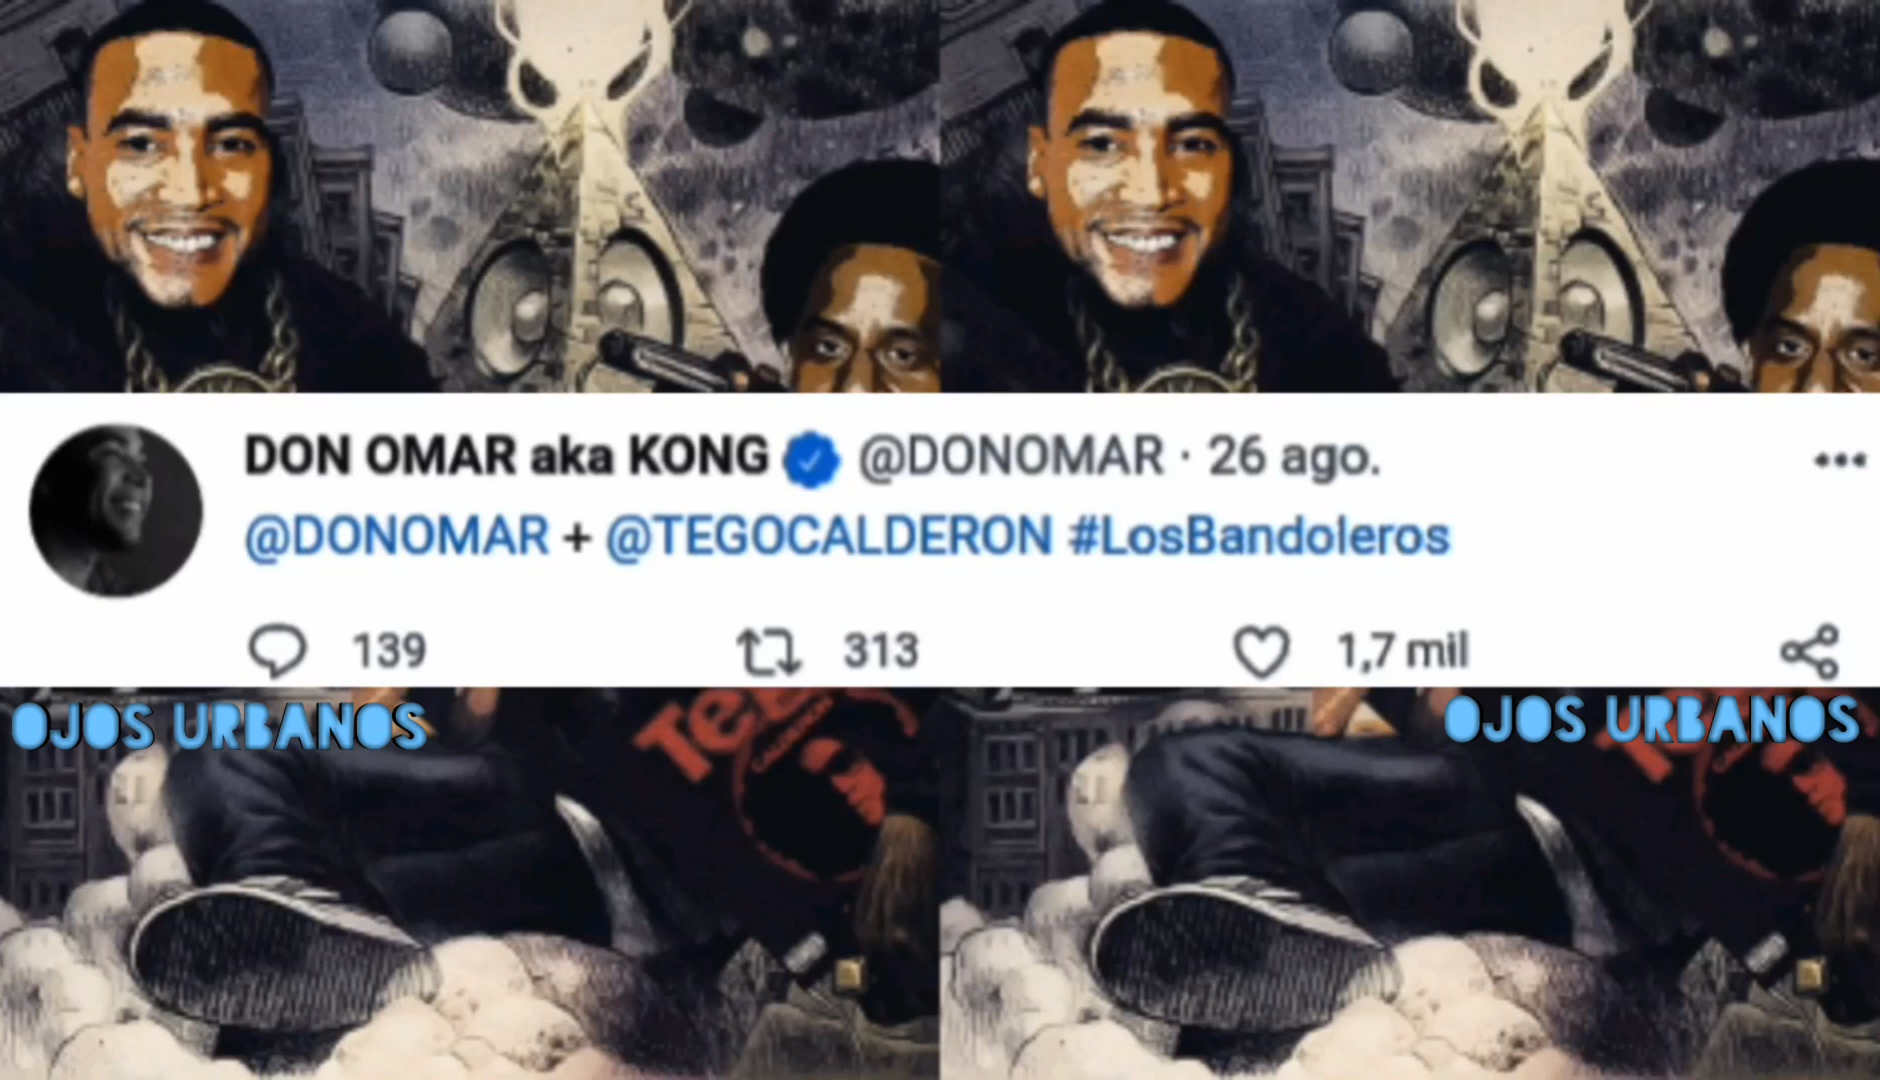 DON OMAR aka KONG @DONOMAR · 26 ago.
@DONOMAR + @TEGOCALDERON #LosBandoleros
139 313 1,7 mil
OJOS URBANOS OJOS URBANOS